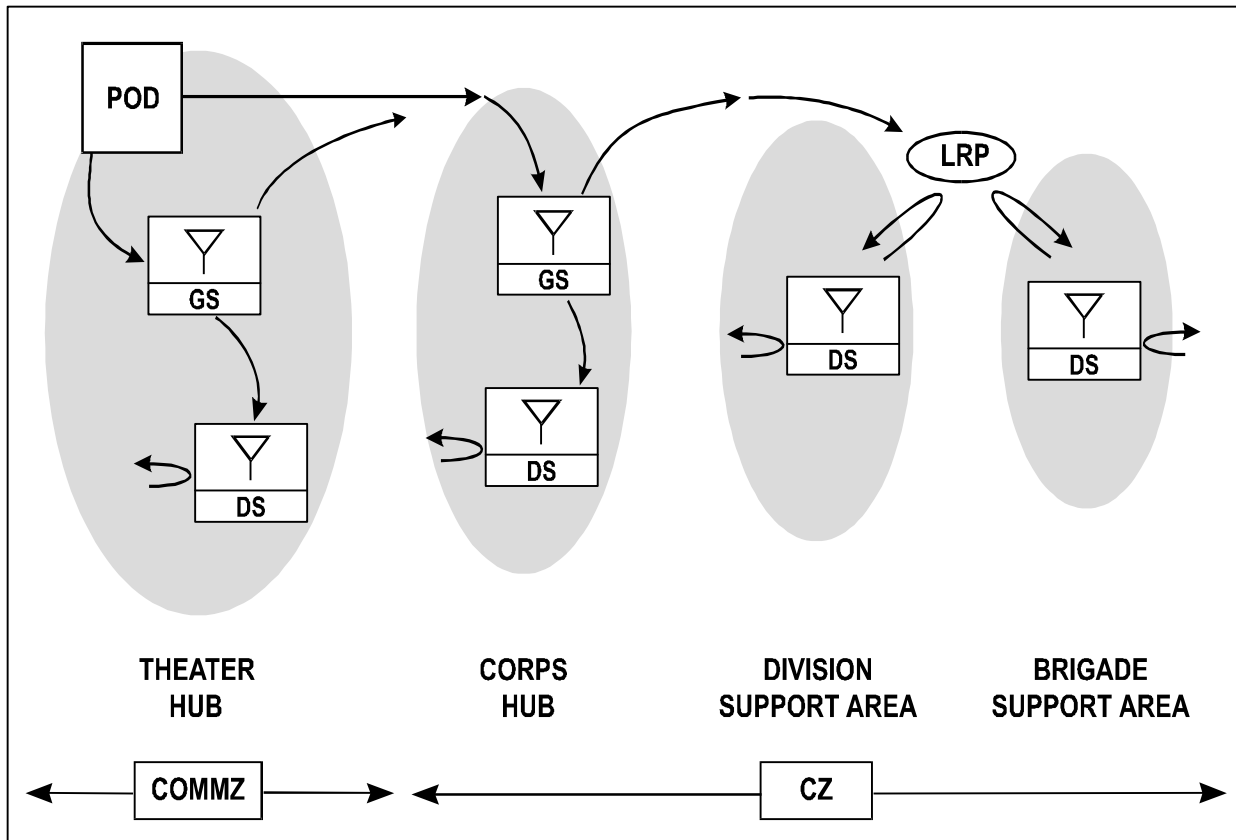 POD
LRP
GS
GS
DS
DS
DS
DS
THEATER
HUB
CORPS
HUB
DIVISION
SUPPORT AREA
BRIGADE
SUPPORT AREA
COMMZ
CZ